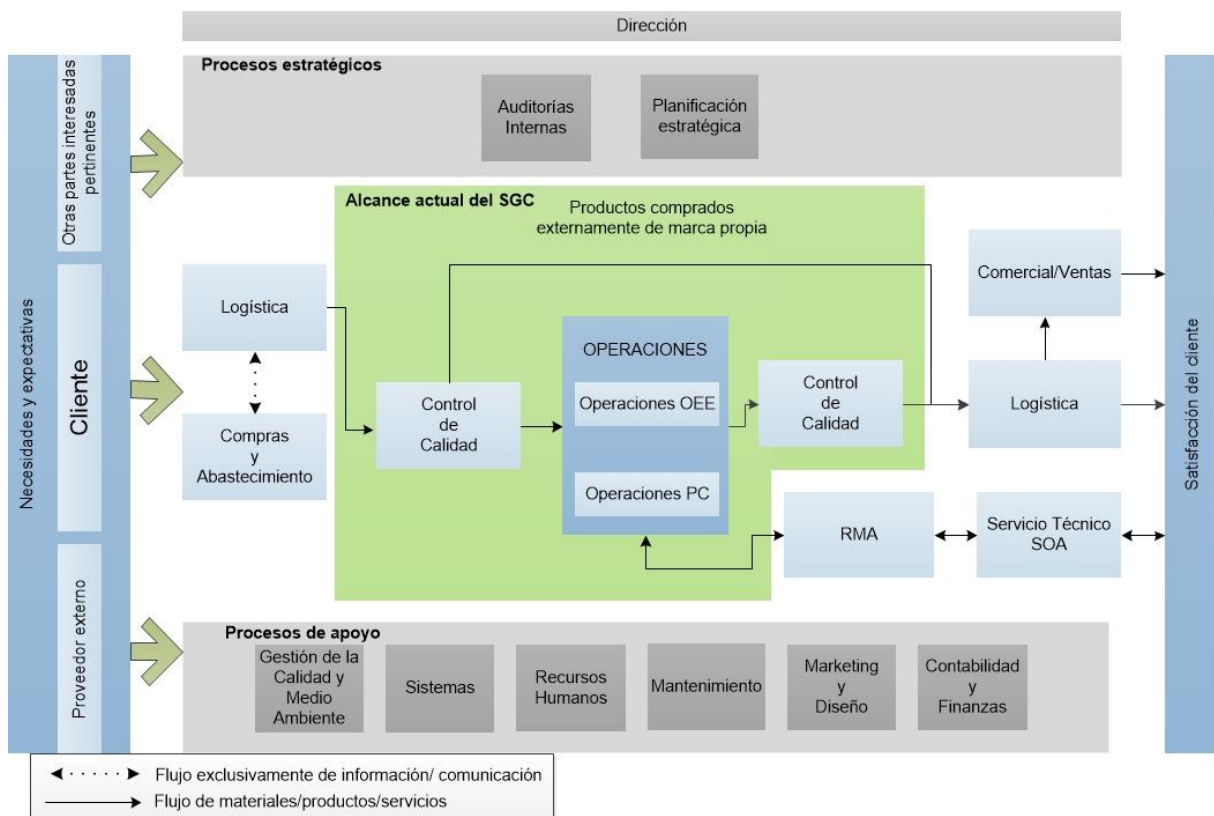 Dirección
Procesos estratégicos
Auditorías
Internas
Planificación
estratégica
Necesidades y expectativas
Otras partes interesadas
pertinentes
Cliente
Proveedor externo
Alcance actual del SGC
Productos comprados
externamente de marca propia
Logística
Compras
y
Abastecimiento
Control
de
Calidad
OPERACIONES
Operaciones OEE
Operaciones PC
Control
de
Calidad
Comercial/Ventas
Logística
RMA
Servicio Técnico
SOA
Satisfacción del cliente
Procesos de apoyo
Gestión de la
Calidad y
Medio
Ambiente
Sistemas
Recursos
Humanos
Mantenimiento
Marketing
y
Diseño
Contabilidad
y
Finanzas
Flujo exclusivamente de información/ comunicación
Flujo de materiales/productos/servicios